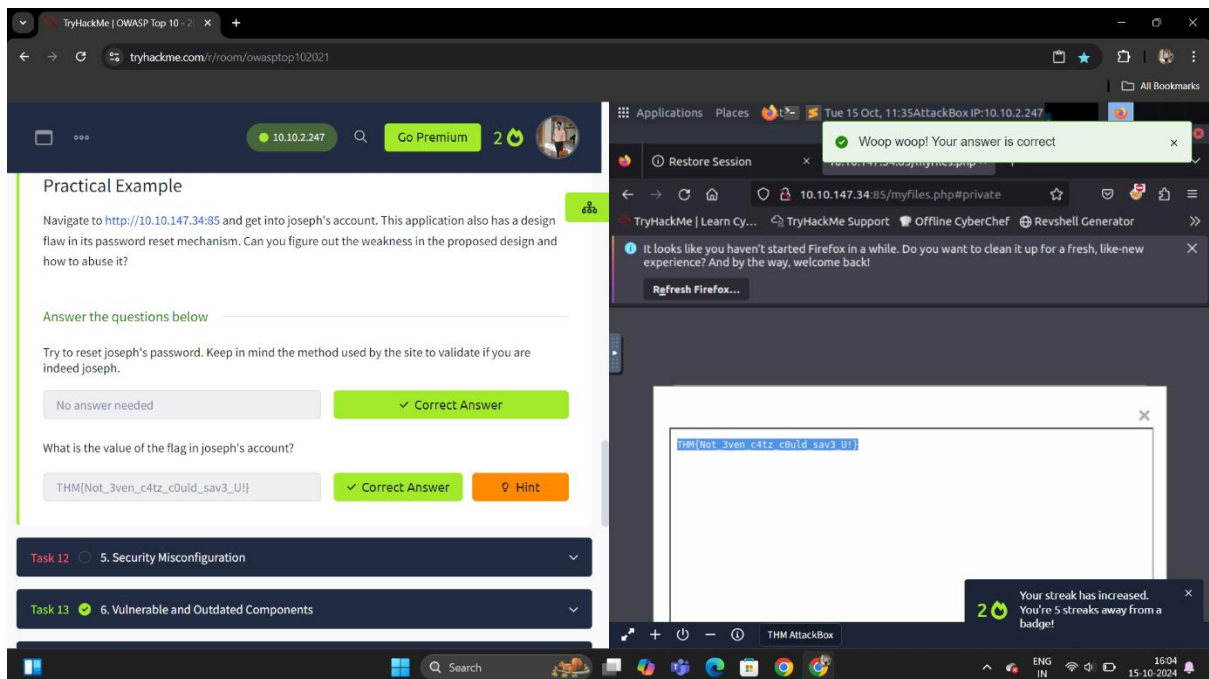 TryHackMe | OWASP Top 10 - 2
tryhackme.com/r/room/owasptop102021
All Bookmarks
10.10.2.247
Go Premium
2
Practical Example
Navigate to http://10.10.147.34:85 and get into joseph's account. This application also has a design
flaw in its password reset mechanism. Can you figure out the weakness in the proposed design and
how to abuse it?
Answer the questions below
Try to reset joseph's password. Keep in mind the method used by the site to validate if you are
indeed joseph.
No answer needed
Correct Answer
What is the value of the flag in joseph's account?
THM{Not_3ven_c4tz_c0uld_sav3_U!}
Correct Answer
Hint
Task 12
5. Security Misconfiguration
Task 13
6. Vulnerable and Outdated Components
Applications Places
Tue 15 Oct, 11:35
AttackBox IP:10.10.2.247
Woop woop! Your answer is correct
Restore Session
10.10.147.34:85/myfiles.php
10.10.147.34:85/myfiles.php#private
TryHackMe | Learn Cy...
TryHackMe Support
Offline CyberChef
Revshell Generator
It looks like you haven't started Firefox in a while. Do you want to clean it up for a fresh, like-new
experience? And by the way, welcome back!
Refresh Firefox...
THM{Not_3ven_c4tz_c0uld_sav3_U!}
2
Your streak has increased.
You're 5 streaks away from a
badge!
THM AttackBox
Search
ENG
IN
16:04
15-10-2024